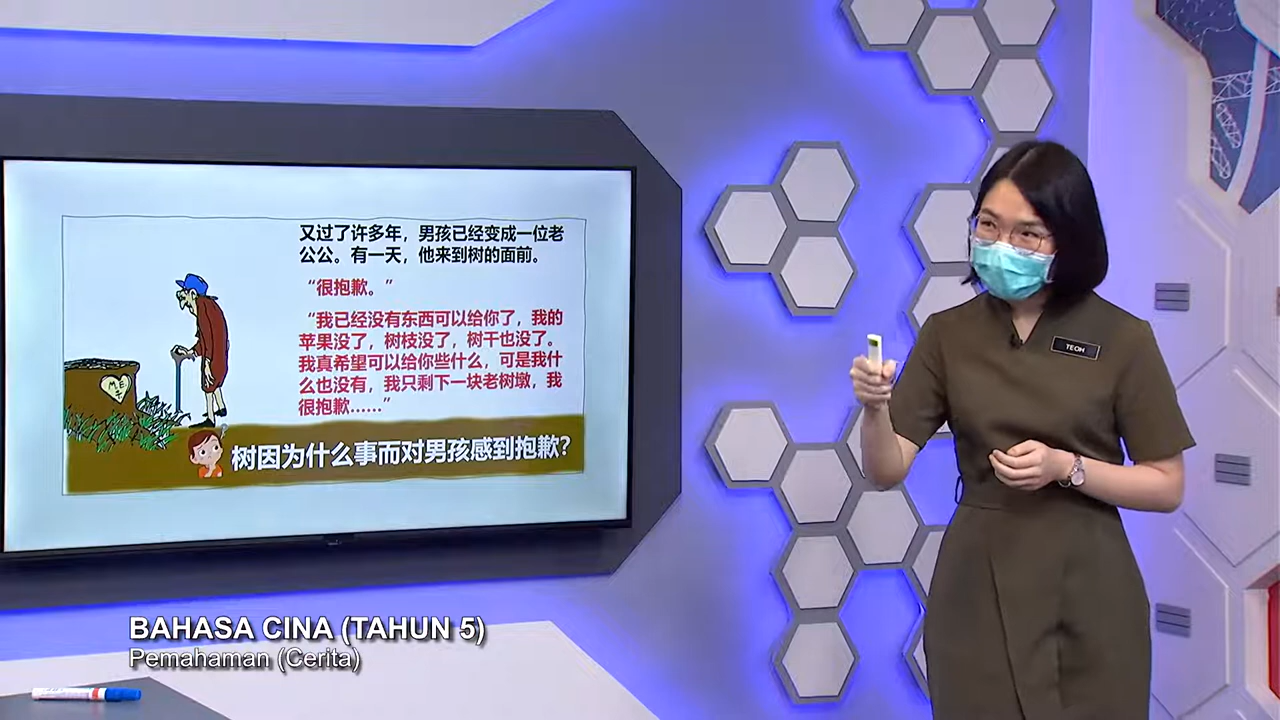 又过了许多年，男孩已经变成一位老
公公。有一天，他来到树的面前。
“很抱歉。”
“我已经没有东西可以给你了，我的
苹果没了，树枝没了，树干也没了。
我真希望可以给你些什么，可是我什
么也没有，我只剩下一块老树墩，我
很抱歉……”
树因为什么事而对男孩感到抱歉？
TEOH
BAHASA CINA (TAHUN 5)
Pemahaman (Cerita)